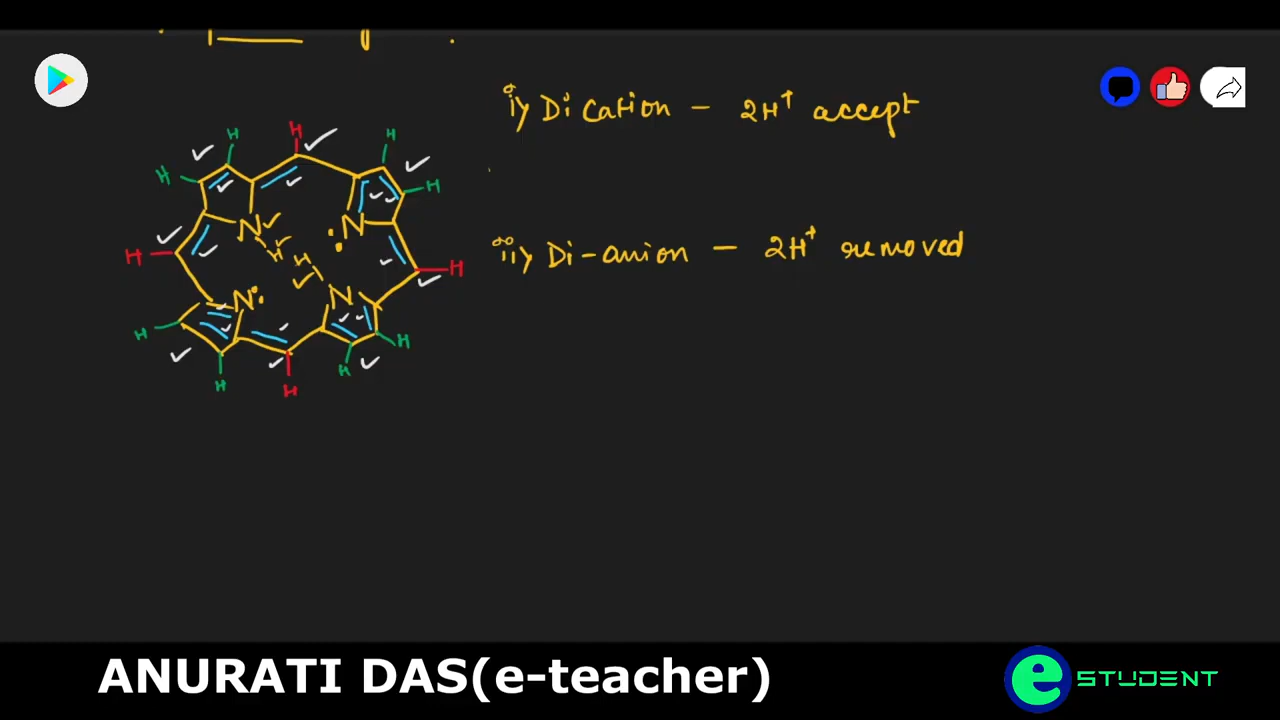 i) Di cation - 2H+ accept
ii) Di-anion - 2H+ removed
H H H
H H
N N
H H
H H
N N
H H
H H H
ANURATI DAS(e-teacher)
e STUDENT